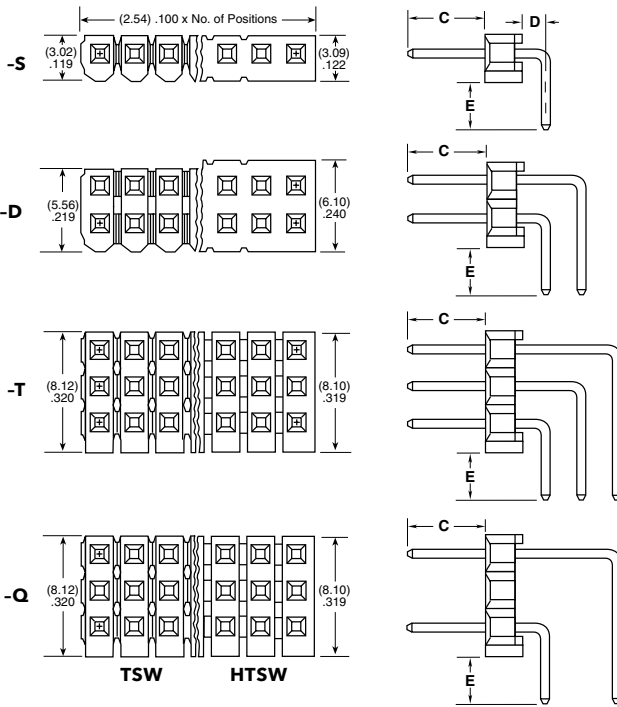 (2.54) .100 x No. of Positions
-S
(3.02)
.119
(3.09)
.122
C
D
E
-D
(5.56)
.219
(6.10)
.240
C
E
-T
(8.12)
.320
(8.10)
.319
C
E
-Q
(8.12)
.320
(8.10)
.319
C
E
TSW
HTSW